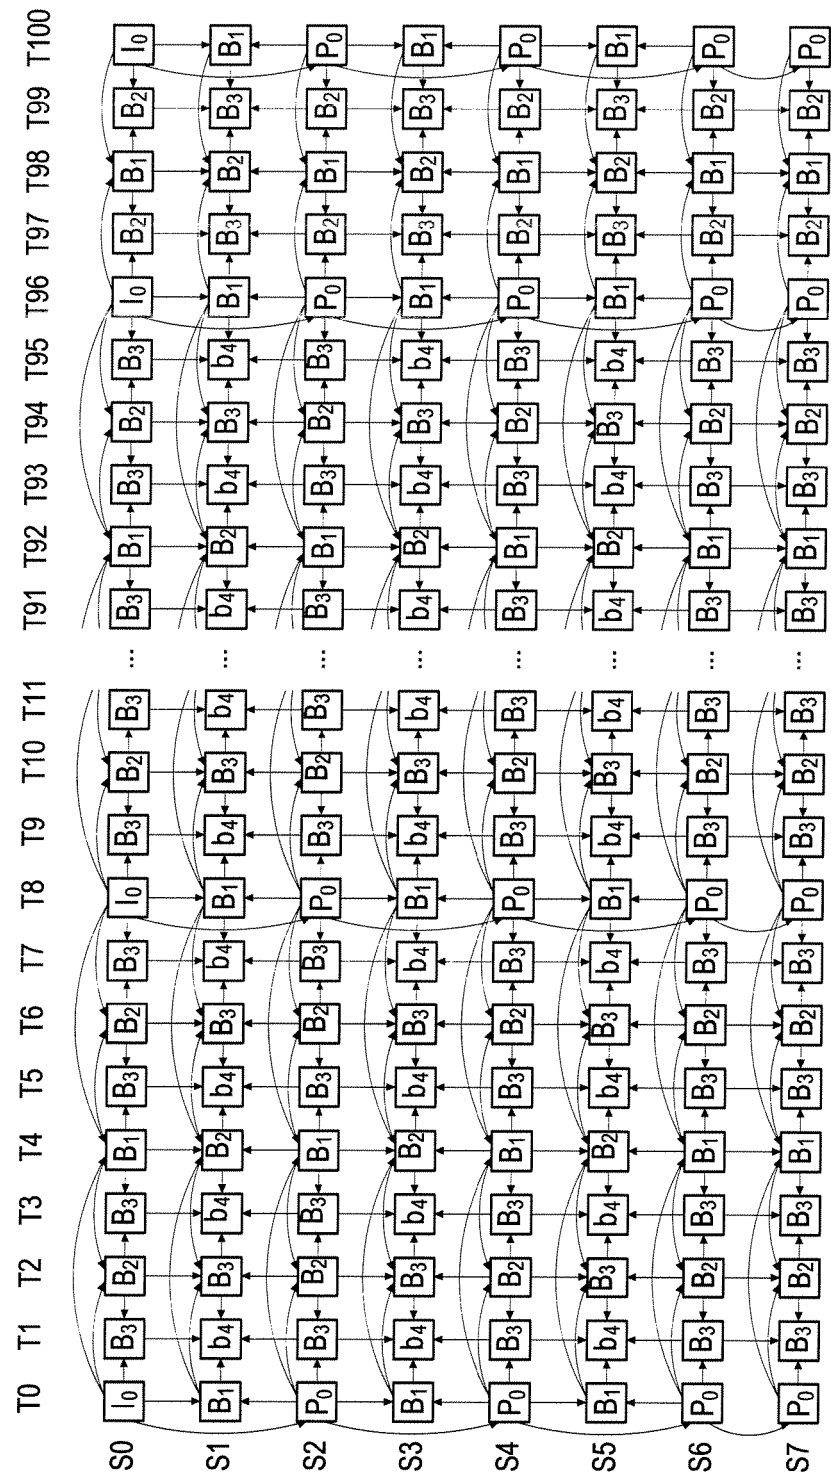 T0 T1 T2 T3 T4 T5 T6 T7 T8 T9 T10 T11 T91 T92 T93 T94 T95 T96 T97 T98 T99 T100
S0 I0 B3 B2 B3 B1 B3 B2 B3 I0 B3 B2 B3 ... B3 B1 B3 B2 B3 I0 B2 B1 B2 I0
S1 B1 b4 B3 b4 B2 b4 B3 b4 B1 b4 B3 b4 ... b4 B2 b4 B3 b4 B1 B3 B2 B3 B1
S2 P0 B3 B2 B3 B1 B3 B2 B3 P0 B3 B2 B3 ... B3 B1 B3 B2 B3 P0 B2 B1 B2 P0
S3 B1 b4 B3 b4 B2 b4 B3 b4 B1 b4 B3 b4 ... b4 B2 b4 B3 b4 B1 B3 B2 B3 B1
S4 P0 B3 B2 B3 B1 B3 B2 B3 P0 B3 B2 B3 ... B3 B1 B3 B2 B3 P0 B2 B1 B2 P0
S5 B1 b4 B3 b4 B2 b4 B3 b4 B1 b4 B3 b4 ... b4 B2 b4 B3 b4 B1 B3 B2 B3 B1
S6 P0 B3 B2 B3 B1 B3 B2 B3 P0 B3 B2 B3 ... B3 B1 B3 B2 B3 P0 B2 B1 B2 P0
S7 P0 B3 B2 B3 B1 B3 B2 B3 P0 B3 B2 B3 ... B3 B1 B3 B2 B3 P0 B2 B1 B2 P0